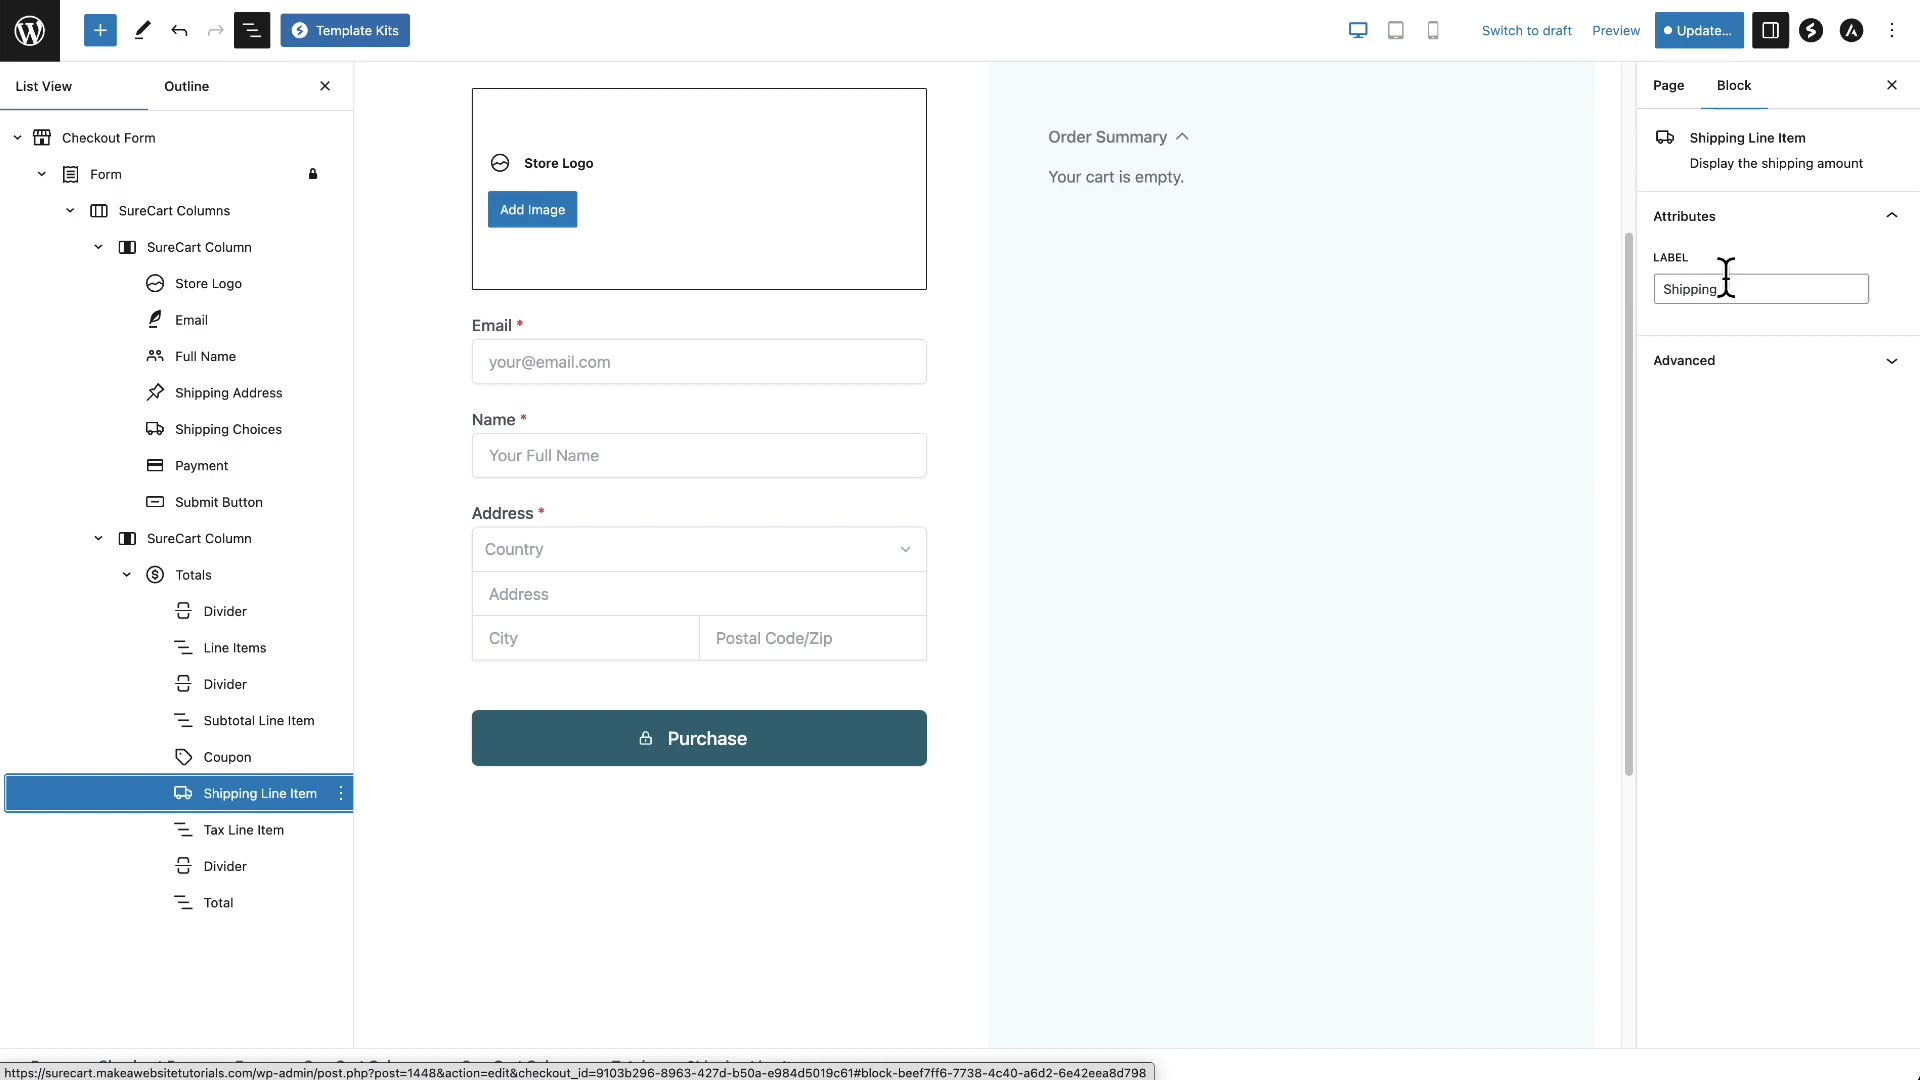 Template Kits
Switch to draft
Preview
Update...
List View
Outline
Checkout Form
Form
SureCart Columns
SureCart Column
Store Logo
Email
Full Name
Shipping Address
Shipping Choices
Payment
Submit Button
SureCart Column
Totals
Divider
Line Items
Divider
Subtotal Line Item
Coupon
Shipping Line Item
Tax Line Item
Divider
Total
Store Logo
Add Image
Email *
your@email.com
Name *
Your Full Name
Address *
Country
Address
City
Postal Code/Zip
Purchase
Order Summary
Your cart is empty.
Page
Block
Shipping Line Item
Display the shipping amount
Attributes
LABEL
Shipping
Advanced
https://surecart.makeawebsitetutorials.com/wp-admin/post.php?post=1448&action=edit&checkout_id=9103b296-8963-427d-b50a-e984d5019c61#block-beef7ff6-7738-4c40-a6d2-6e42eea8d798